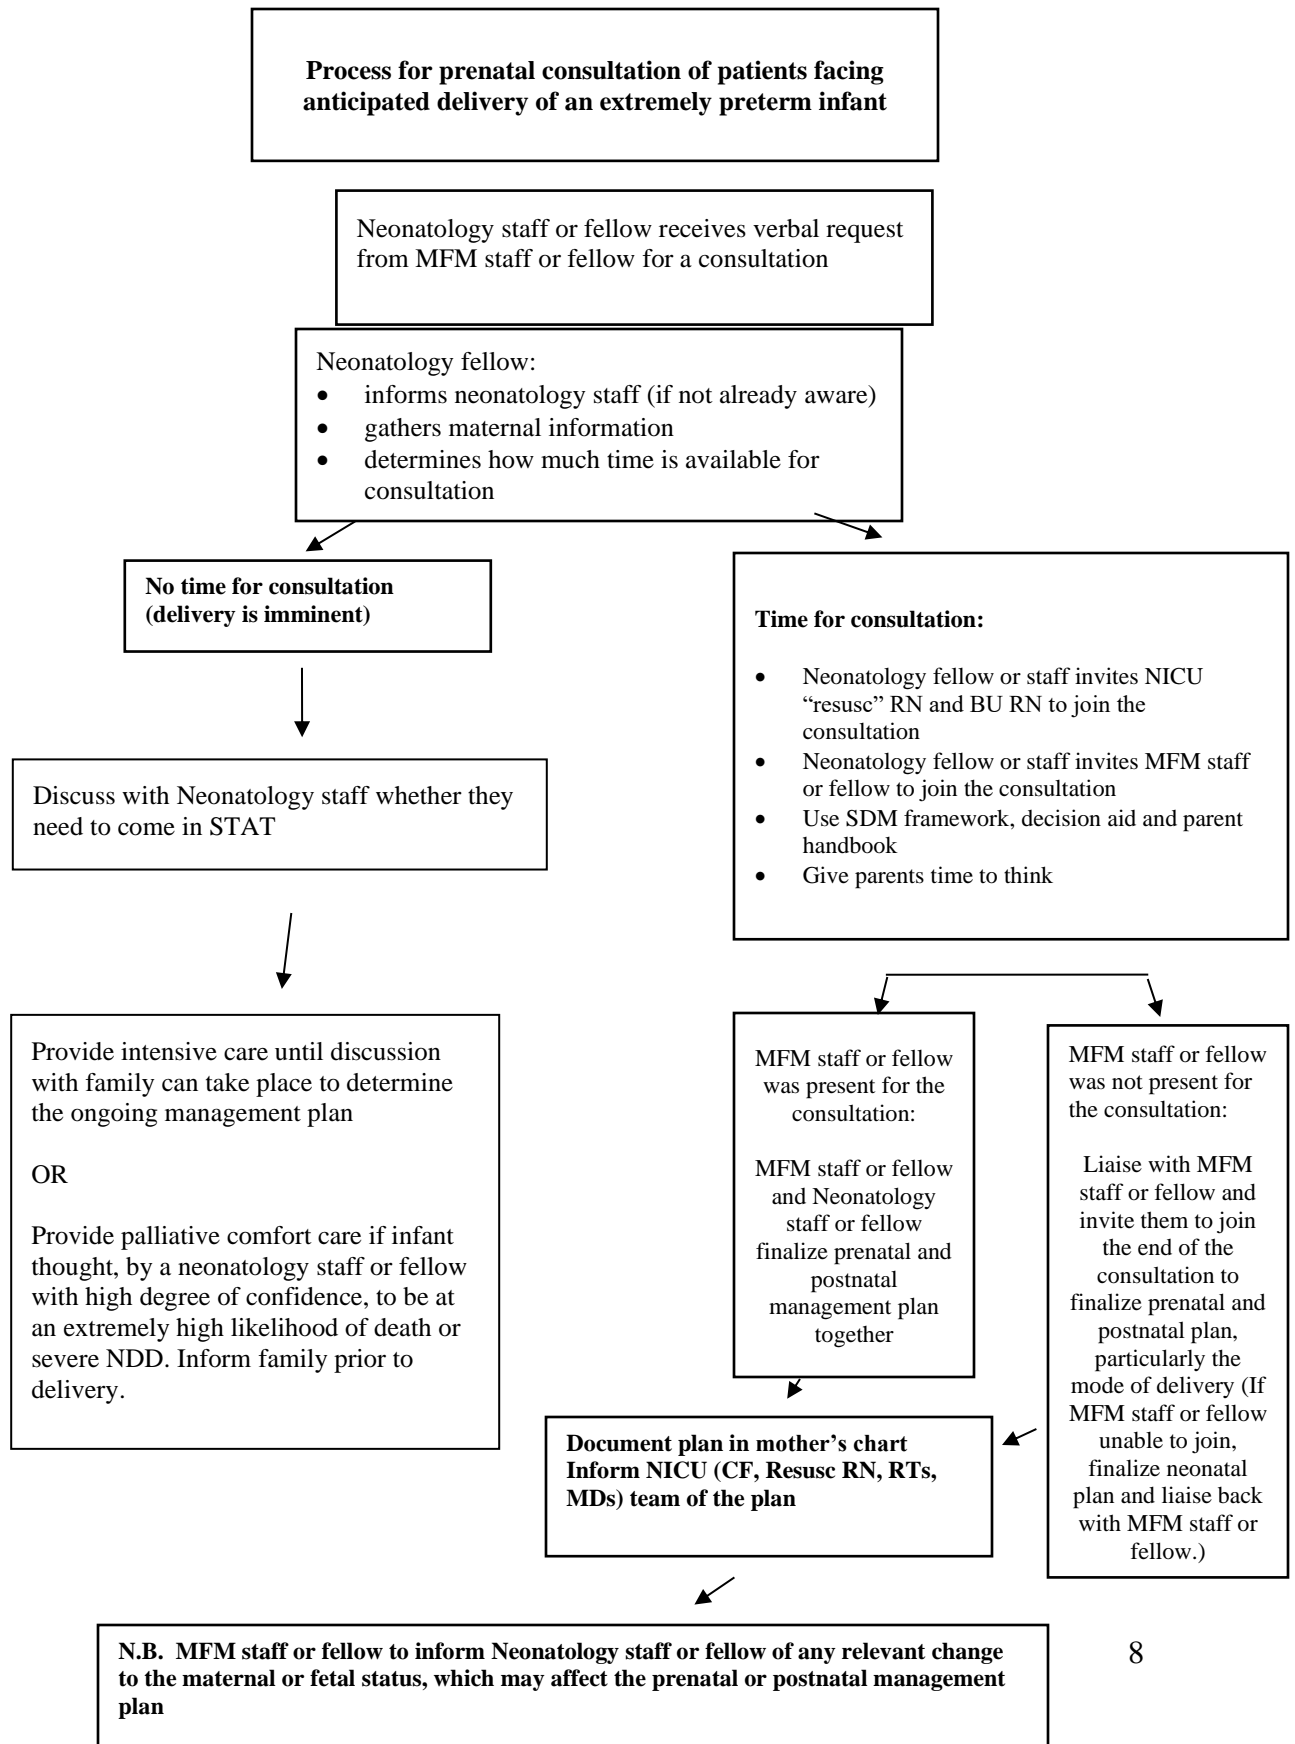 Process for prenatal consultation of patients facing
anticipated delivery of an extremely preterm infant
Neonatology staff or fellow receives verbal request
from MFM staff or fellow for a consultation
Neonatology fellow:
• informs neonatology staff (if not already aware)
• gathers maternal information
• determines how much time is available for
consultation
No time for consultation
(delivery is imminent)
Discuss with Neonatology staff whether they
need to come in STAT
Provide intensive care until discussion
with family can take place to determine
the ongoing management plan
OR
Provide palliative comfort care if infant
thought, by a neonatology staff or fellow
with high degree of confidence, to be at
an extremely high likelihood of death or
severe NDD. Inform family prior to
delivery.
Time for consultation:
• Neonatology fellow or staff invites NICU
“resusc” RN and BU RN to join the
consultation
• Neonatology fellow or staff invites MFM staff
or fellow to join the consultation
• Use SDM framework, decision aid and parent
handbook
• Give parents time to think
MFM staff or fellow
was present for the
consultation:
MFM staff or fellow
and Neonatology
staff or fellow
finalize prenatal and
postnatal
management plan
together
MFM staff or fellow
was not present for
the consultation:
Liaise with MFM
staff or fellow and
invite them to join
the end of the
consultation to
finalize prenatal and
postnatal plan,
particularly the
mode of delivery (If
MFM staff or fellow
unable to join,
finalize neonatal
plan and liaise back
with MFM staff or
fellow.)
Document plan in mother’s chart
Inform NICU (CF, Resusc RN, RTs,
MDs) team of the plan
N.B. MFM staff or fellow to inform Neonatology staff or fellow of any relevant change
to the maternal or fetal status, which may affect the prenatal or postnatal management
plan
8